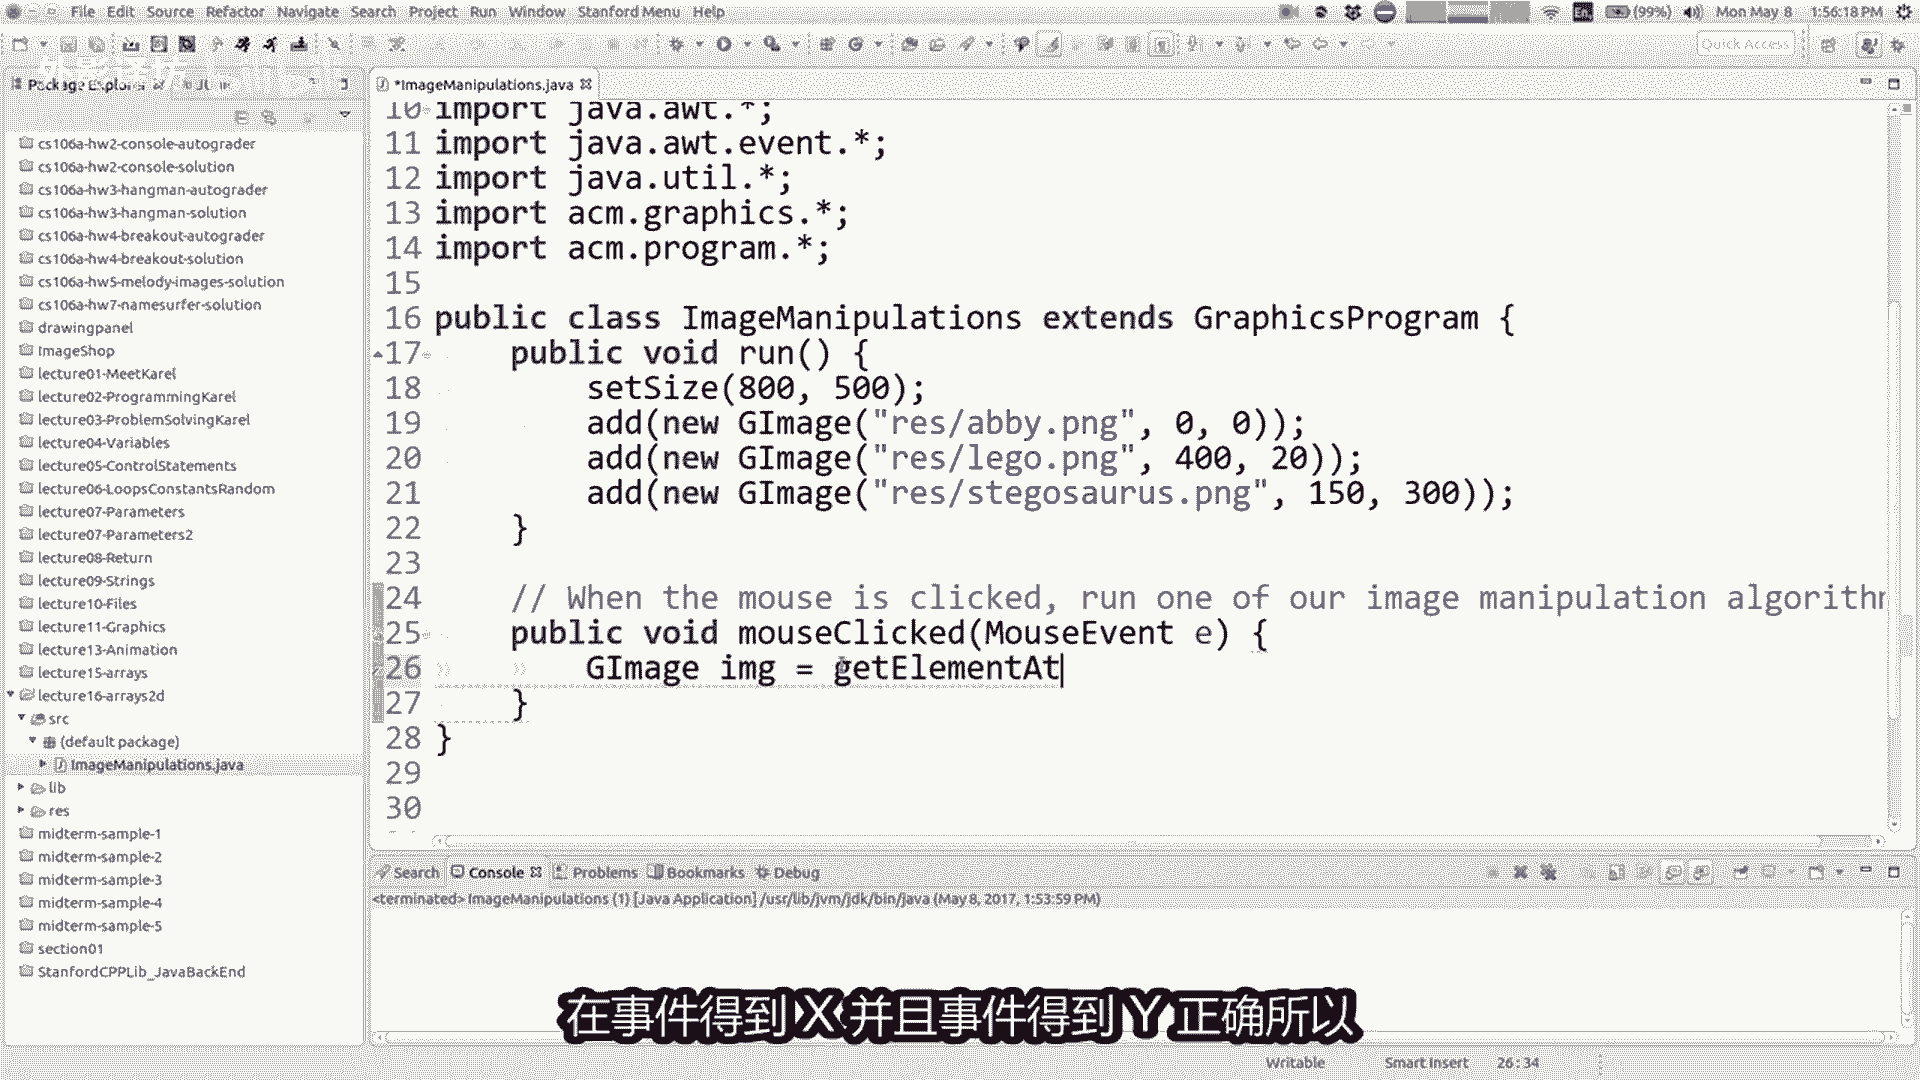 File Edit Source Refactor Navigate Search Project Run Window Stanford Menu Help
En (99%) Mon May 8 1:56:18 PM
Quick Access
Package Explorer
*ImageManipulations.java
cs106a-hw2-console-autograder
cs106a-hw2-console-solution
cs106a-hw3-hangman-autograder
cs106a-hw3-hangman-solution
cs106a-hw4-breakout-autograder
cs106a-hw4-breakout-solution
cs106a-hw5-melody-images-solution
cs106a-hw7-namesurfer-solution
drawingpanel
ImageShop
lecture01-MeetKarel
lecture02-ProgrammingKarel
lecture03-ProblemSolvingKarel
lecture04-Variables
lecture05-ControlStatements
lecture06-LoopsConstantsRandom
lecture07-Parameters
lecture07-Parameters2
lecture08-Return
lecture09-Strings
lecture10-Files
lecture11-Graphics
lecture13-Animation
lecture15-arrays
lecture16-arrays2d
src
(default package)
ImageManipulations.java
lib
res
midterm-sample-1
midterm-sample-2
midterm-sample-3
midterm-sample-4
midterm-sample-5
section01
StanfordCPPLib_JavaBackEnd
10 import java.awt.*;
11 import java.awt.event.*;
12 import java.util.*;
13 import acm.graphics.*;
14 import acm.program.*;
15
16 public class ImageManipulations extends GraphicsProgram {
17 public void run() {
18 setSize(800, 500);
19 add(new GImage("res/abby.png", 0, 0));
20 add(new GImage("res/lego.png", 400, 20));
21 add(new GImage("res/stegosaurus.png", 150, 300));
22 }
23
24 // When the mouse is clicked, run one of our image manipulation algorithm
25 public void mouseClicked(MouseEvent e) {
26 GImage img = getElementAt
27 }
28 }
29
30
Search Console Problems Bookmarks Debug
<terminated> ImageManipulations (1) [Java Application] /usr/lib/jvm/jdk/bin/java (May 8, 2017, 1:53:59 PM)
在事件得到 X 并且事件得到 Y 正确所以
Writable Smart Insert 26:34